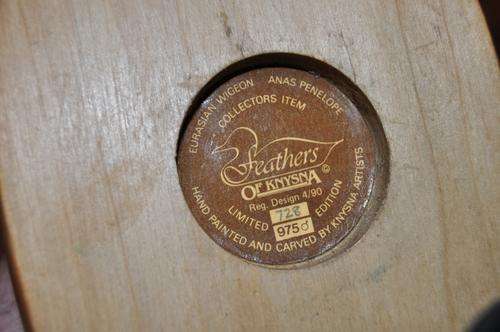 EURASIAN WIGEON ANAS PENELOPE
COLLECTORS ITEM
Feathers ©
OF KNYSNA
Reg. Design 4/90
LIMITED EDITION
728
975♂
HAND PAINTED AND CARVED BY KNYSNA ARTISTS